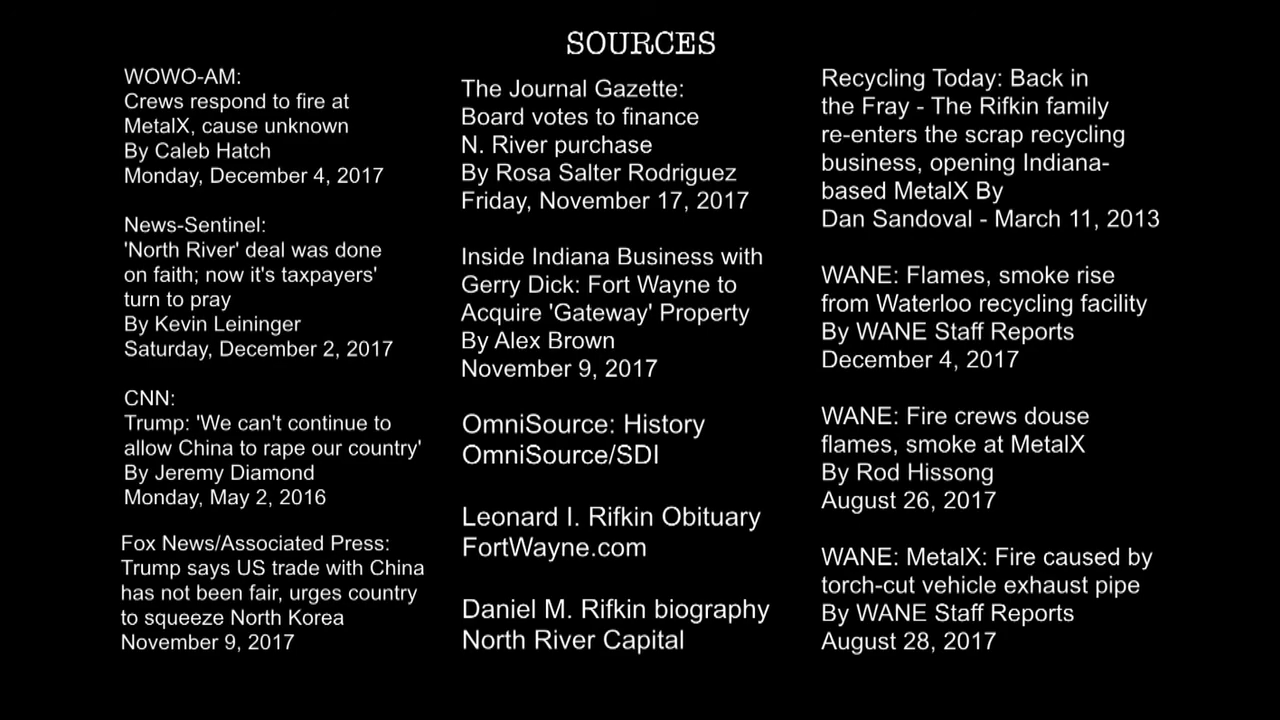 SOURCES
WOWO-AM:
Crews respond to fire at
MetalX, cause unknown
By Caleb Hatch
Monday, December 4, 2017
News-Sentinel:
'North River' deal was done
on faith; now it's taxpayers'
turn to pray
By Kevin Leininger
Saturday, December 2, 2017
CNN:
Trump: 'We can't continue to
allow China to rape our country'
By Jeremy Diamond
Monday, May 2, 2016
Fox News/Associated Press:
Trump says US trade with China
has not been fair, urges country
to squeeze North Korea
November 9, 2017
The Journal Gazette:
Board votes to finance
N. River purchase
By Rosa Salter Rodriguez
Friday, November 17, 2017
Inside Indiana Business with
Gerry Dick: Fort Wayne to
Acquire 'Gateway' Property
By Alex Brown
November 9, 2017
OmniSource: History
OmniSource/SDI
Leonard I. Rifkin Obituary
FortWayne.com
Daniel M. Rifkin biography
North River Capital
Recycling Today: Back in
the Fray - The Rifkin family
re-enters the scrap recycling
business, opening Indiana-
based MetalX By
Dan Sandoval - March 11, 2013
WANE: Flames, smoke rise
from Waterloo recycling facility
By WANE Staff Reports
December 4, 2017
WANE: Fire crews douse
flames, smoke at MetalX
By Rod Hissong
August 26, 2017
WANE: MetalX: Fire caused by
torch-cut vehicle exhaust pipe
By WANE Staff Reports
August 28, 2017